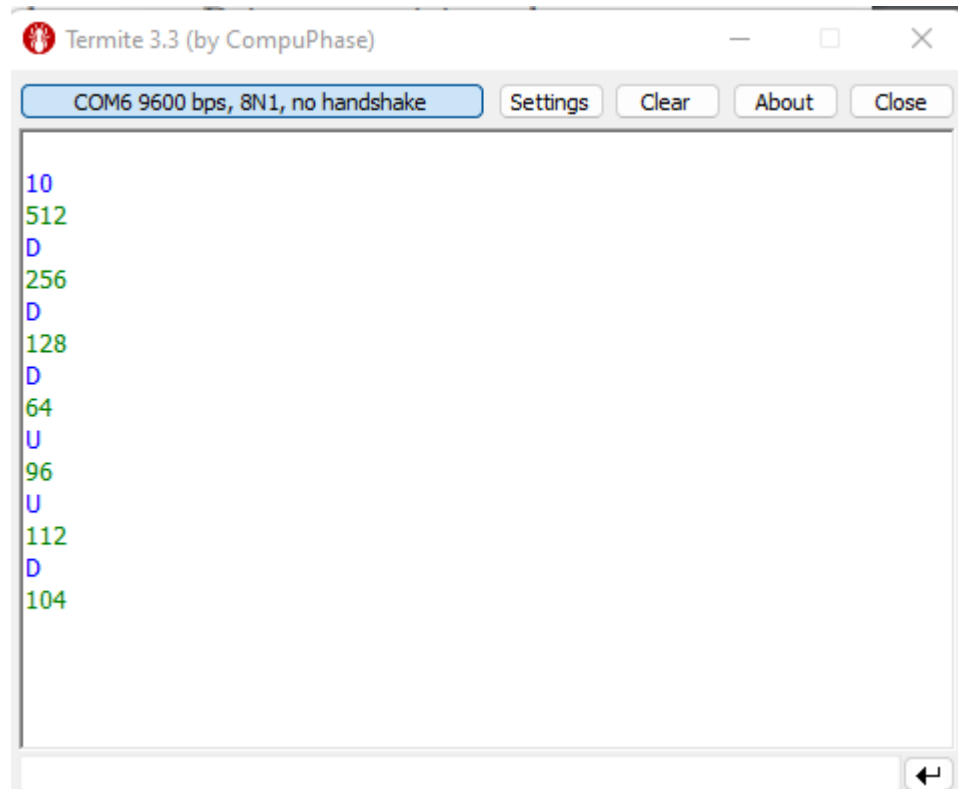 Termite 3.3 (by CompuPhase)
COM6 9600 bps, 8N1, no handshake Settings Clear About Close
10
512
D
256
D
128
D
64
U
96
U
112
D
104